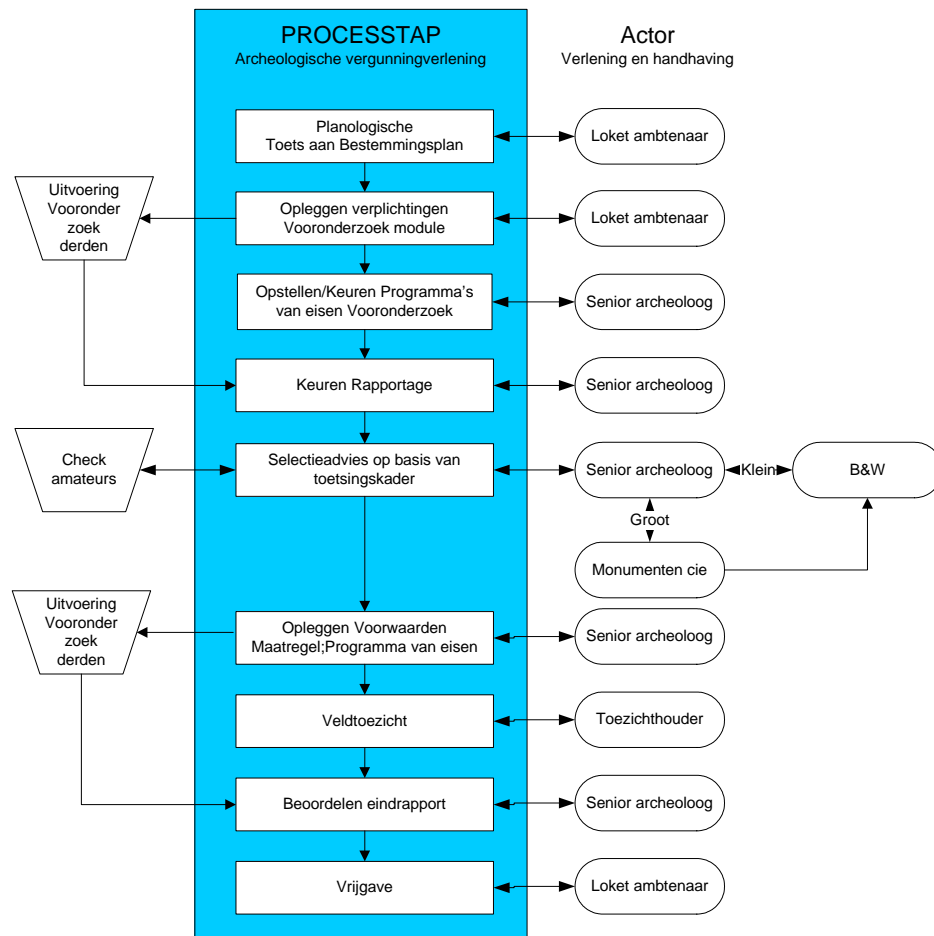 PROCESSTAP
Archeologische vergunningverlening
Actor
Verlening en handhaving
Planologische
Toets aan Bestemmingsplan
Loket ambtenaar
Uitvoering
Vooronder
zoek
derden
Opleggen verplichtingen
Vooronderzoek module
Loket ambtenaar
Opstellen/Keuren Programma's
van eisen Vooronderzoek
Senior archeoloog
Keuren Rapportage
Senior archeoloog
Check
amateurs
Selectieadvies op basis van
toetsingskader
Senior archeoloog
Klein
B&W
Groot
Monumenten cie
Uitvoering
Vooronder
zoek
derden
Opleggen Voorwaarden
Maatregel;Programma van eisen
Senior archeoloog
Veldtoezicht
Toezichthouder
Beoordelen eindrapport
Senior archeoloog
Vrijgave
Loket ambtenaar